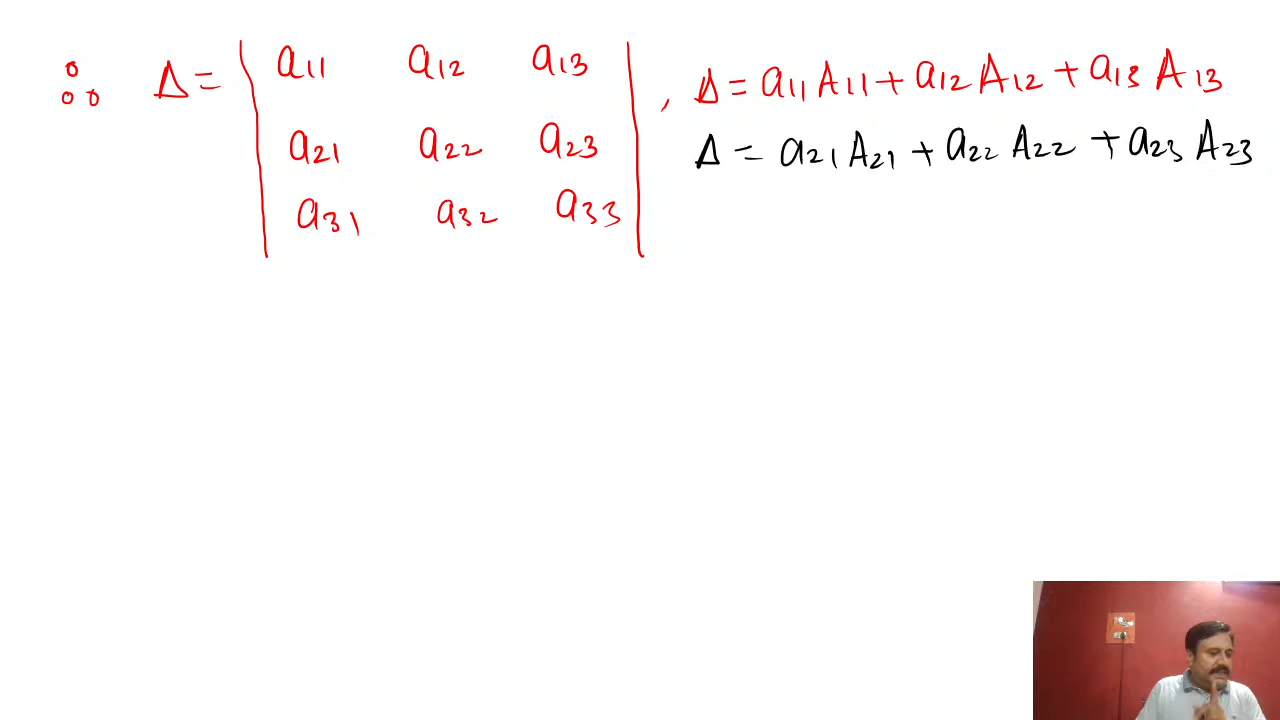 ∴ Δ = | a11 a12 a13 | , Δ = a11 A11 + a12 A12 + a13 A13
| a21 a22 a23 | Δ = a21 A21 + a22 A22 + a23 A23
| a31 a32 a33 |